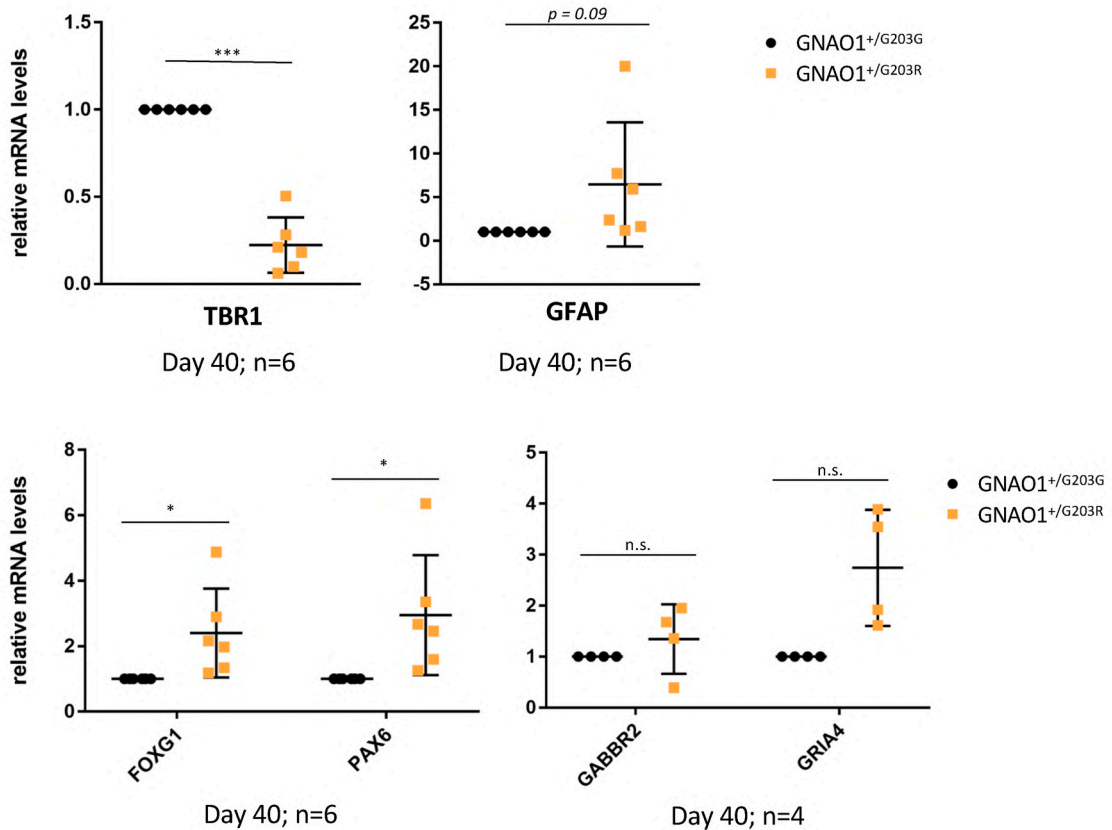 relative mRNA levels
1.5
1.0
0.5
0.0
***
TBR1
Day 40; n=6
25
20
15
10
5
0
-5
p = 0.09
GFAP
Day 40; n=6
GNAO1+/G203G
GNAO1+/G203R
relative mRNA levels
8
6
4
2
0
*
*
FOXG1
PAX6
Day 40; n=6
5
4
3
2
1
0
n.s.
n.s.
GABBR2
GRIA4
Day 40; n=4
GNAO1+/G203G
GNAO1+/G203R